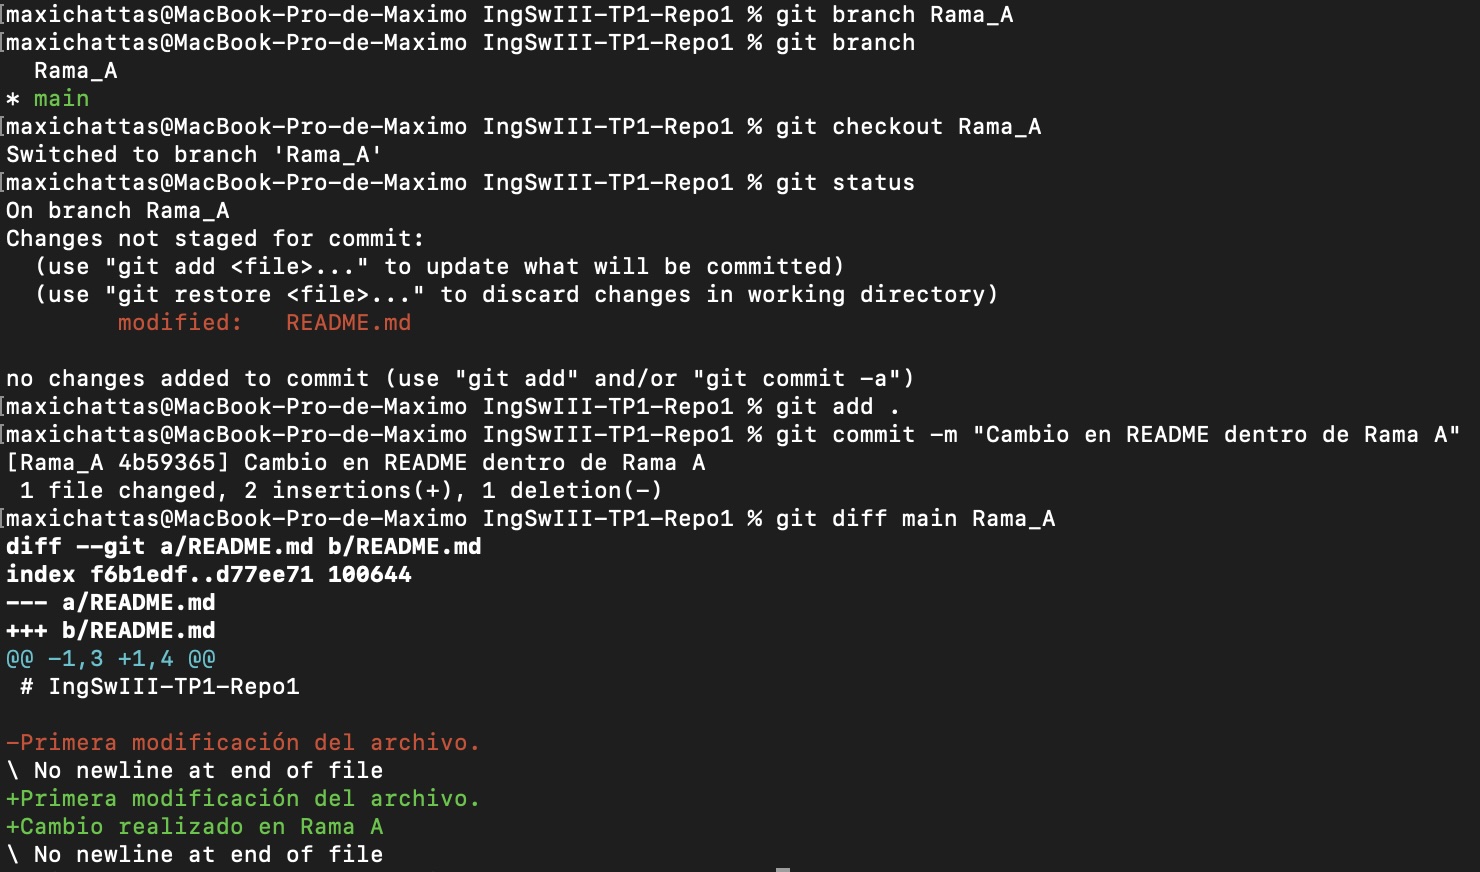 [maxichattas@MacBook-Pro-de-Maximo IngSwIII-TP1-Repo1 % git branch Rama_A
[maxichattas@MacBook-Pro-de-Maximo IngSwIII-TP1-Repo1 % git branch
  Rama_A
* main
[maxichattas@MacBook-Pro-de-Maximo IngSwIII-TP1-Repo1 % git checkout Rama_A
Switched to branch 'Rama_A'
[maxichattas@MacBook-Pro-de-Maximo IngSwIII-TP1-Repo1 % git status
On branch Rama_A
Changes not staged for commit:
  (use "git add <file>..." to update what will be committed)
  (use "git restore <file>..." to discard changes in working directory)
        modified:   README.md

no changes added to commit (use "git add" and/or "git commit -a")
[maxichattas@MacBook-Pro-de-Maximo IngSwIII-TP1-Repo1 % git add .
[maxichattas@MacBook-Pro-de-Maximo IngSwIII-TP1-Repo1 % git commit -m "Cambio en README dentro de Rama A"
[Rama_A 4b59365] Cambio en README dentro de Rama A
 1 file changed, 2 insertions(+), 1 deletion(-)
[maxichattas@MacBook-Pro-de-Maximo IngSwIII-TP1-Repo1 % git diff main Rama_A
diff --git a/README.md b/README.md
index f6b1edf..d77ee71 100644
--- a/README.md
+++ b/README.md
@@ -1,3 +1,4 @@
 # IngSwIII-TP1-Repo1

-Primera modificación del archivo.
\ No newline at end of file
+Primera modificación del archivo.
+Cambio realizado en Rama A
\ No newline at end of file